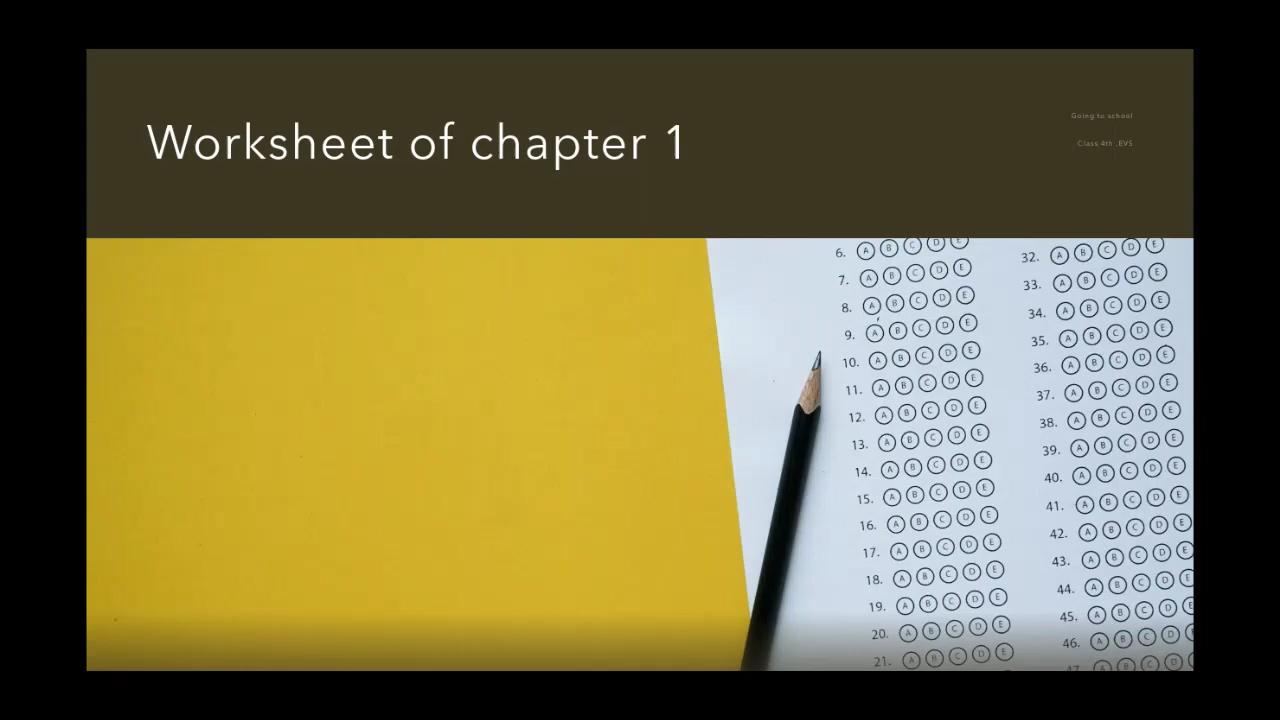 Worksheet of chapter 1
Going to school
Class 4th ,EVS
6. A B C D E
7. A B C D E
8. A B C D E
9. A B C D E
10. A B C D E
11. A B C D E
12. A B C D E
13. A B C D E
14. A B C D E
15. A B C D E
16. A B C D E
17. A B C D E
18. A B C D E
19. A B C D E
20. A B C D E
21. A B C D E
32. A B C D E
33. A B C D E
34. A B C D E
35. A B C D E
36. A B C D E
37. A B C D E
38. A B C D E
39. A B C D E
40. A B C D E
41. A B C D E
42. A B C D E
43. A B C D E
44. A B C D E
45. A B C D E
46. A B C D E
47. A B C D